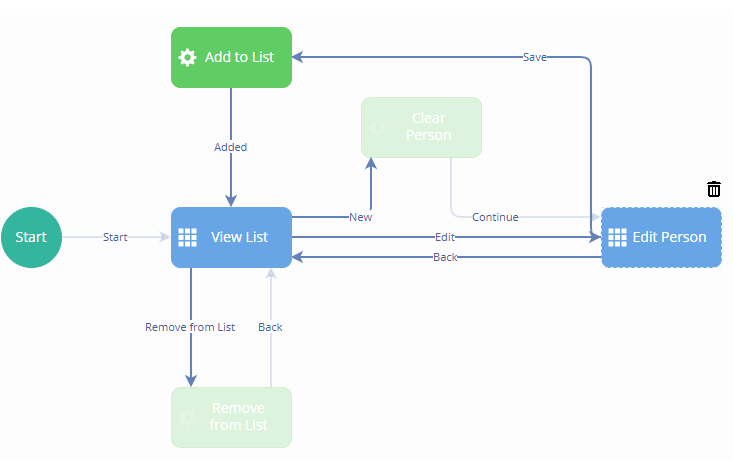 Add to List
Save
Clear
Person
Added
New
Continue
Start
Start
View List
Edit
Edit Person
Back
Remove from List
Back
Remove
from List